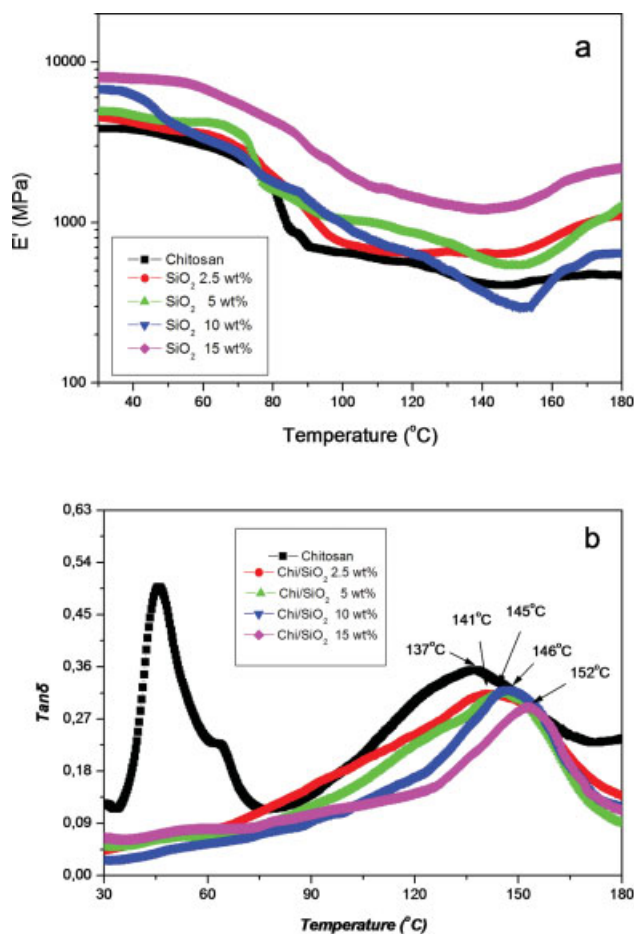 a
10000
1000
100
E' (MPa)
Chitosan
SiO₂ 2.5 wt%
SiO₂ 5 wt%
SiO₂ 10 wt%
SiO₂ 15 wt%
40 60 80 100 120 140 160 180
Temperature (°C)
b
0,63
0,54
0,45
0,36
0,27
0,18
0,09
0,00
Tanδ
Chitosan
Chi/SiO₂ 2.5 wt%
Chi/SiO₂ 5 wt%
Chi/SiO₂ 10 wt%
Chi/SiO₂ 15 wt%
137°C
141°C
145°C
146°C
152°C
30 60 90 120 150 180
Temperature (°C)